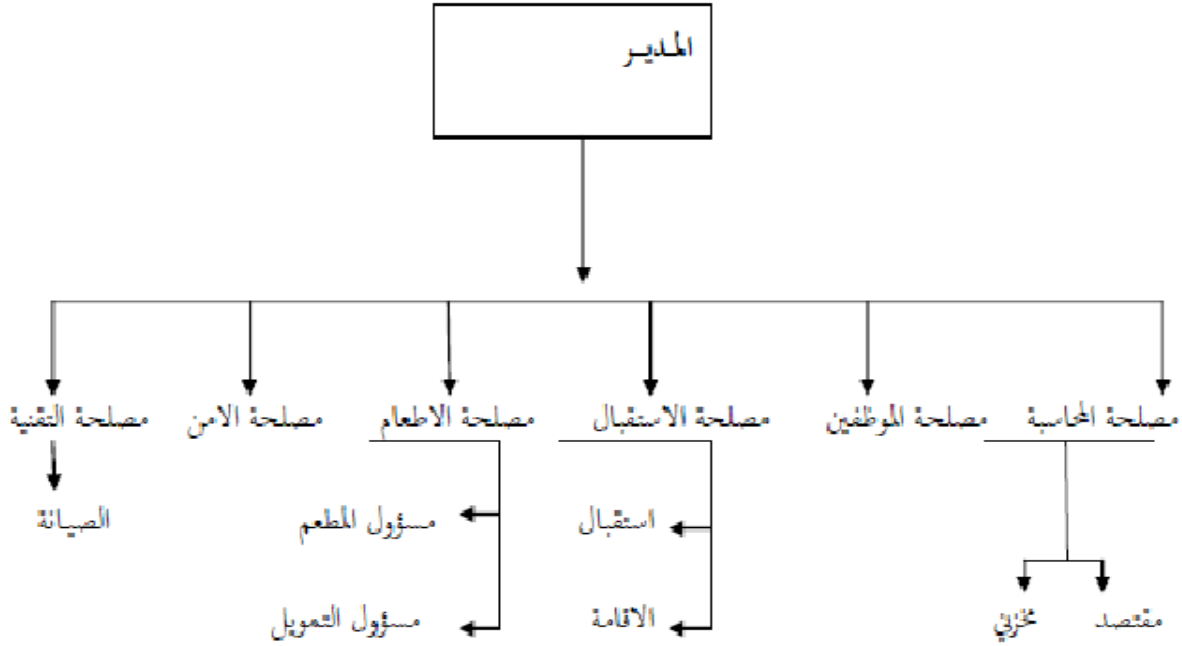 المديـر
مصلحة المحاسبة
مصلحة الموظفين
مصلحة الاستقبال
مصلحة الاطعام
مصلحة الامن
مصلحة التقنية
استقبال
مسؤول المطعم
الصيـانة
مقتصد
مخزني
الاقامة
مسؤول التمويل